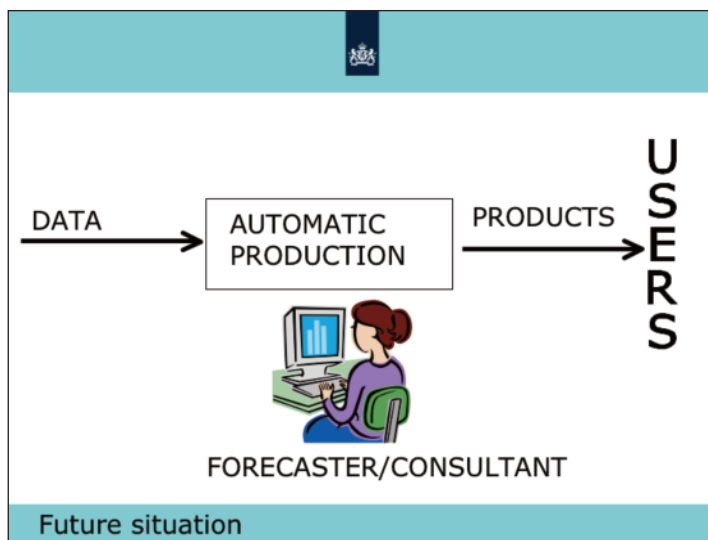 DATA
AUTOMATIC
PRODUCTION
PRODUCTS
USERS
FORECASTER/CONSULTANT
Future situation